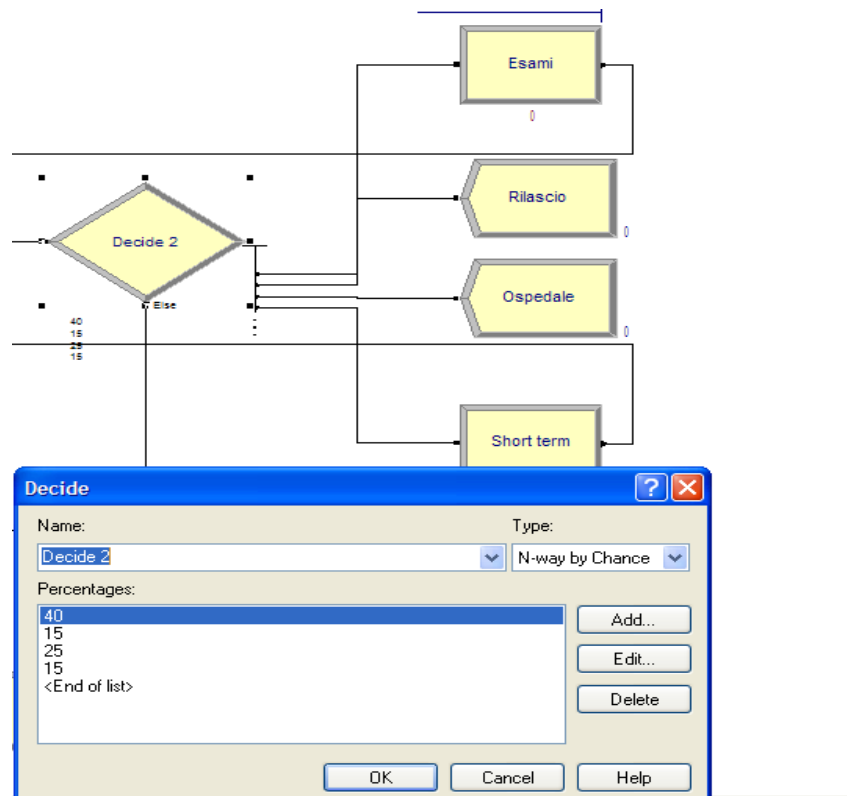 Esami
0
Rilascio
0
Decide 2
Ospedale
0
Else
40
15
25
15
Short term
Decide
Name:
Type:
Decide 2
N-way by Chance
Percentages:
40
15
25
15
<End of list>
Add...
Edit...
Delete
OK
Cancel
Help